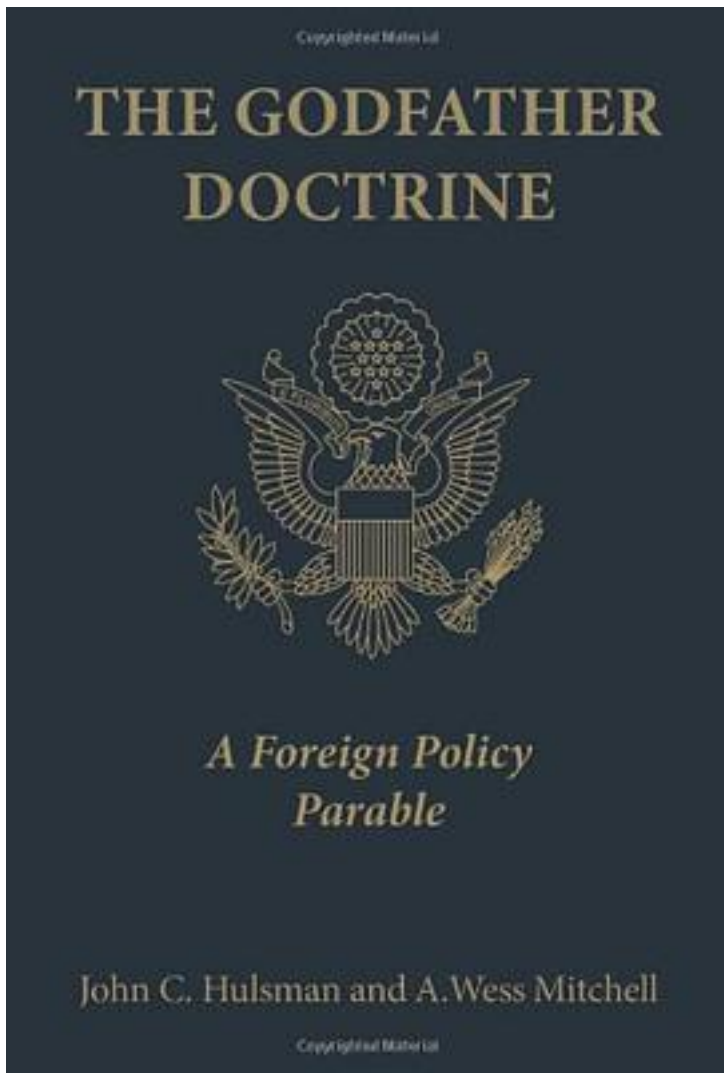 Copyrighted Material
THE GODFATHER
DOCTRINE
A Foreign Policy
Parable
John C. Hulsman and A.Wess Mitchell
Copyrighted Material